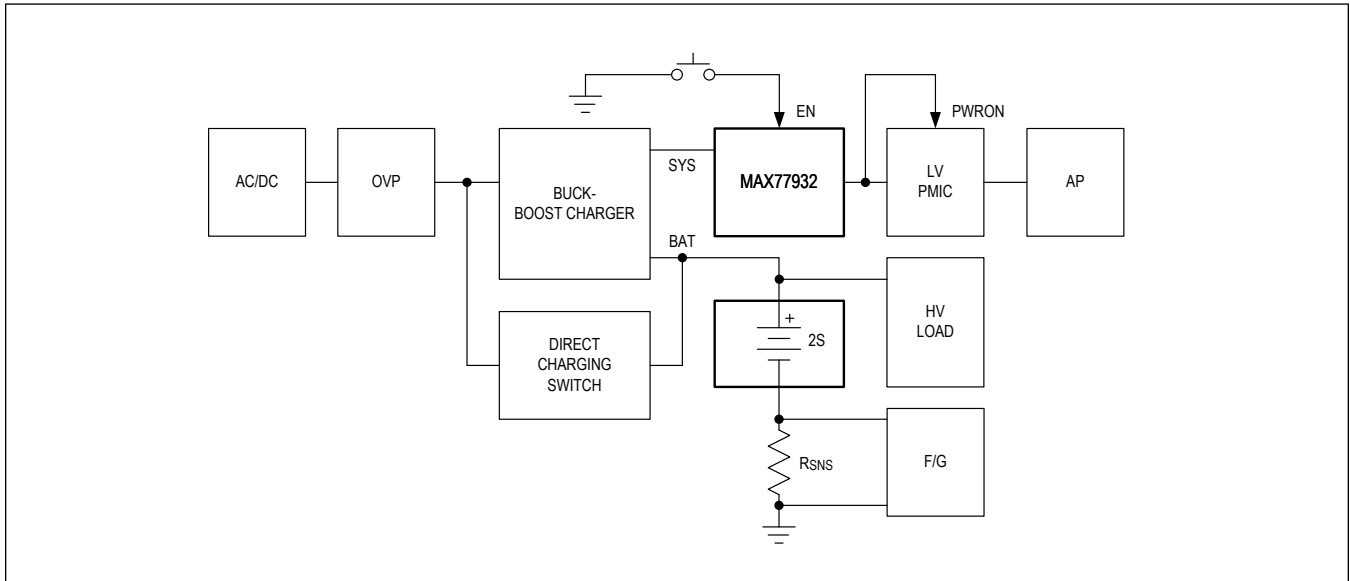 EN
PWRON
AC/DC
OVP
BUCK-
BOOST CHARGER
SYS
BAT
MAX77932
LV
PMIC
AP
DIRECT
CHARGING
SWITCH
+
2S
HV
LOAD
RSNS
F/G